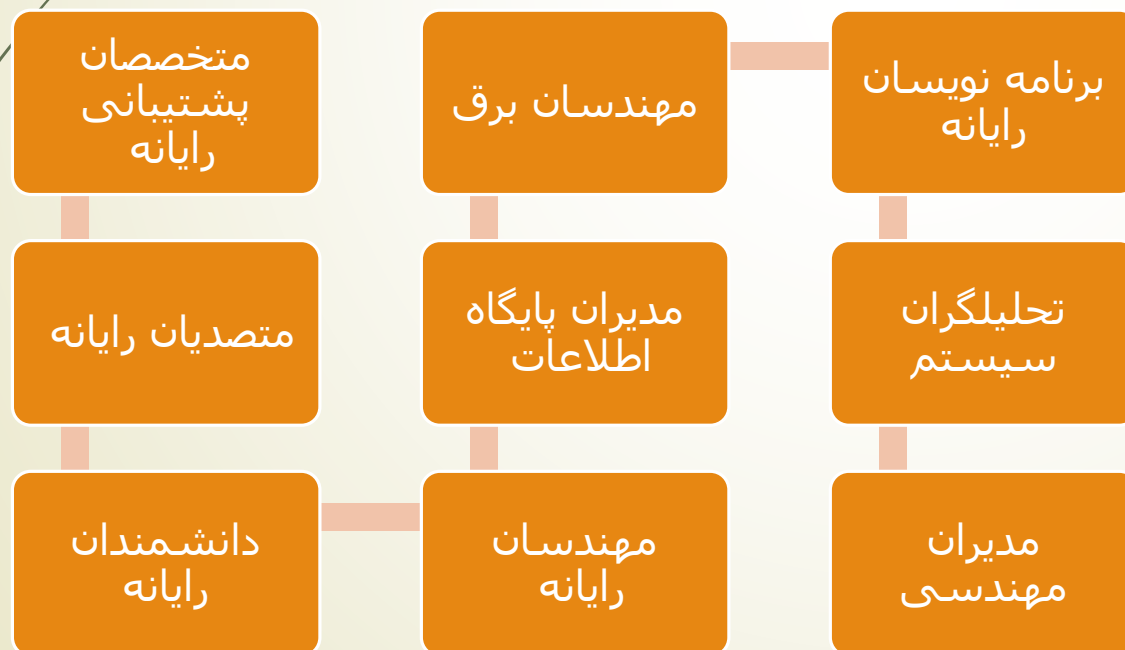 متخصصان
پشتیبانی
رایانه
متصدیان رایانه
دانشمندان
رایانه
مهندسان
رایانه
مدیران پایگاه
اطلاعات
مهندسان برق
برنامه نویسان
رایانه
تحلیلگران
سیستم
مدیران
مهندسی